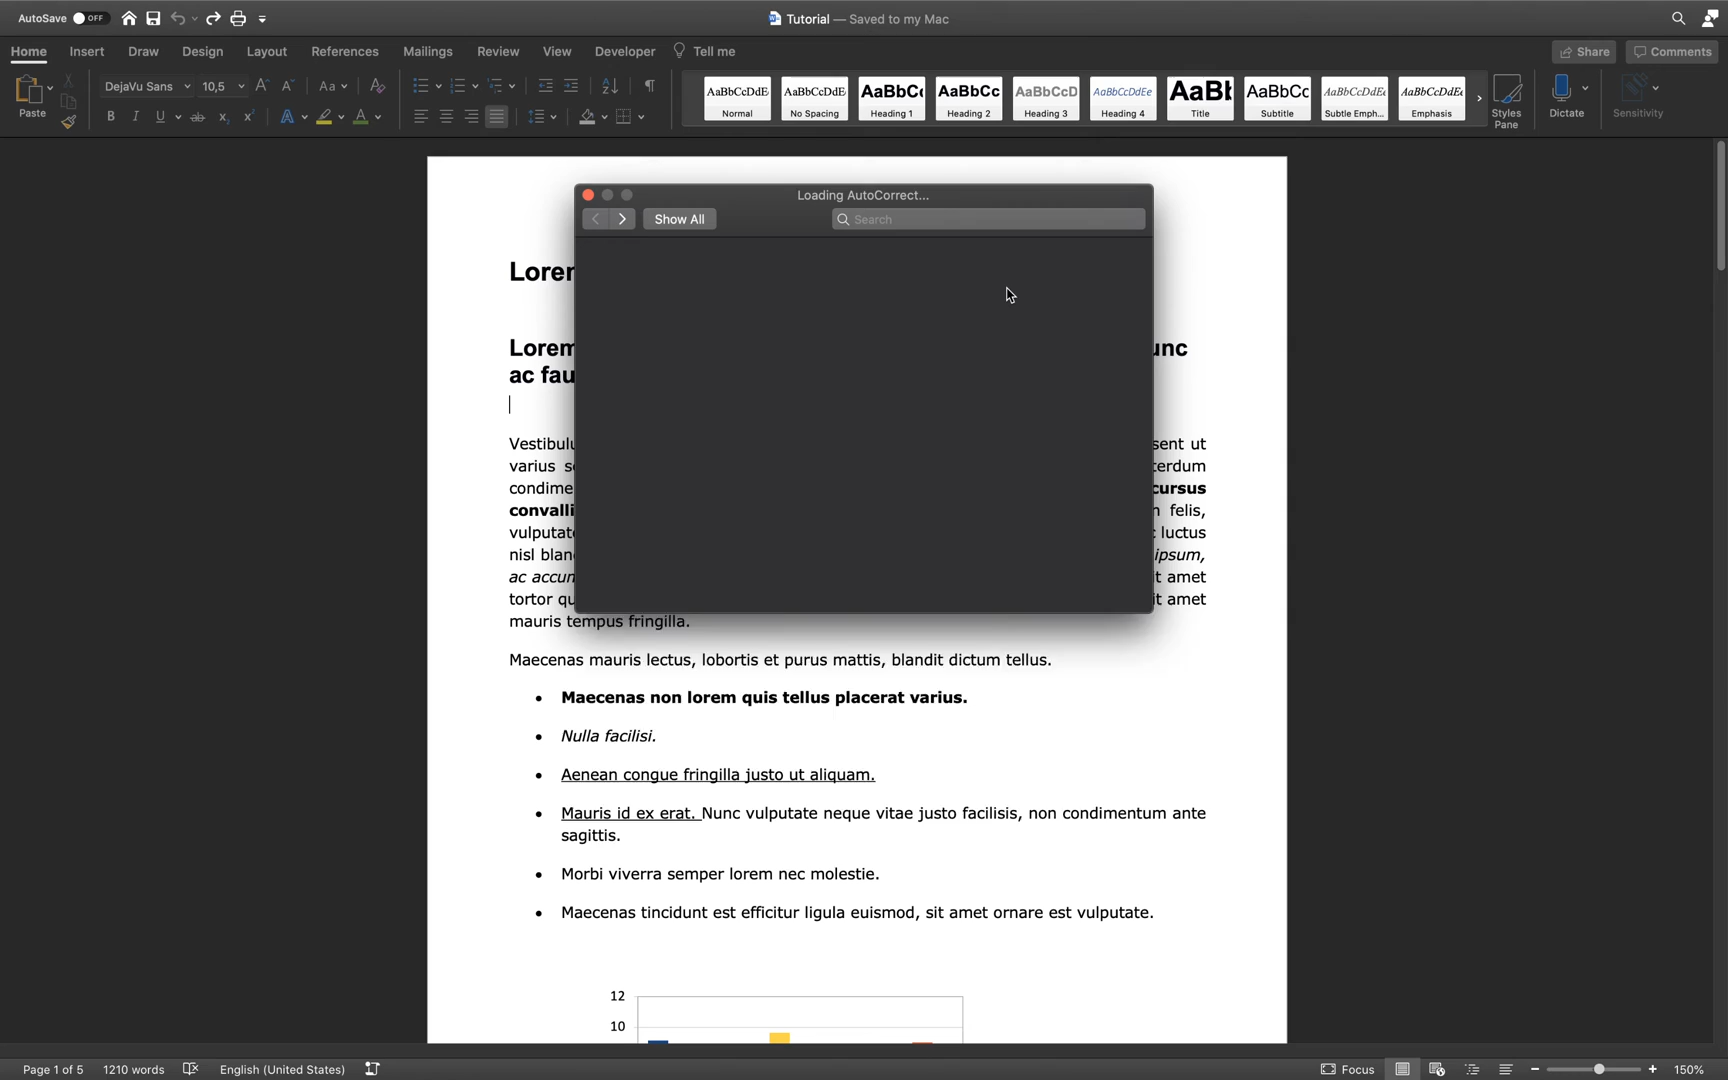 AutoSave OFF
Tutorial — Saved to my Mac
Home Insert Draw Design Layout References Mailings Review View Developer Tell me
Share Comments
Paste
DejaVu Sans 10,5 Aa
AaBbCcDdE Normal
AaBbCcDdE No Spacing
AaBbC Heading 1
AaBbCc Heading 2
AaBbCcD Heading 3
AaBbCcDdEe Heading 4
AaB Title
AaBbCc Subtitle
AaBbCcDdE Subtle Emph...
AaBbCcDdE Emphasis
Styles Pane
Dictate
Sensitivity
Loading AutoCorrect...
Show All
Search
Lorem
Lorem unc
ac fau
Vestibulu sent ut
varius s terdum
condime cursus
convalli felis,
vulputat luctus
nisl blan ipsum,
ac accun it amet
tortor qu it amet
mauris tempus fringilla.
Maecenas mauris lectus, lobortis et purus mattis, blandit dictum tellus.
• Maecenas non lorem quis tellus placerat varius.
• Nulla facilisi.
• Aenean congue fringilla justo ut aliquam.
• Mauris id ex erat. Nunc vulputate neque vitae justo facilisis, non condimentum ante
sagittis.
• Morbi viverra semper lorem nec molestie.
• Maecenas tincidunt est efficitur ligula euismod, sit amet ornare est vulputate.
12
10
Page 1 of 5 1210 words English (United States) Focus 150%